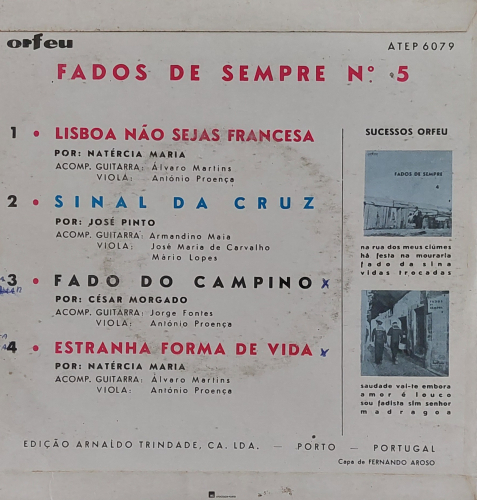 orfeu
ATEP 6079
FADOS DE SEMPRE Nº 5
1 • LISBOA NÃO SEJAS FRANCESA
POR: NATÉRCIA MARIA
ACOMP. GUITARRA: Álvaro Martins
VIOLA: António Proença
2 • SINAL DA CRUZ
POR: JOSÉ PINTO
ACOMP. GUITARRA: Armandino Maia
VIOLA: José Maria de Carvalho
Mário Lopes
3 • FADO DO CAMPINO x
POR: CÉSAR MORGADO
ACOMP. GUITARRA: Jorge Fontes
VIOLA: António Proença
4 • ESTRANHA FORMA DE VIDA x
POR: NATÉRCIA MARIA
ACOMP. GUITARRA: Álvaro Martins
VIOLA: António Proença
SUCESSOS ORFEU
orfeu
FADOS DE SEMPRE
na rua dos meus ciúmes
há festa na mouraria
fado da sina
vidas trocadas
saudade vai-te embora
amor é louco
sou fadista sim senhor
madragoa
EDIÇÃO ARNALDO TRINDADE, CA. LDA. — PÔRTO — PORTUGAL
Capa de FERNANDO AROSO